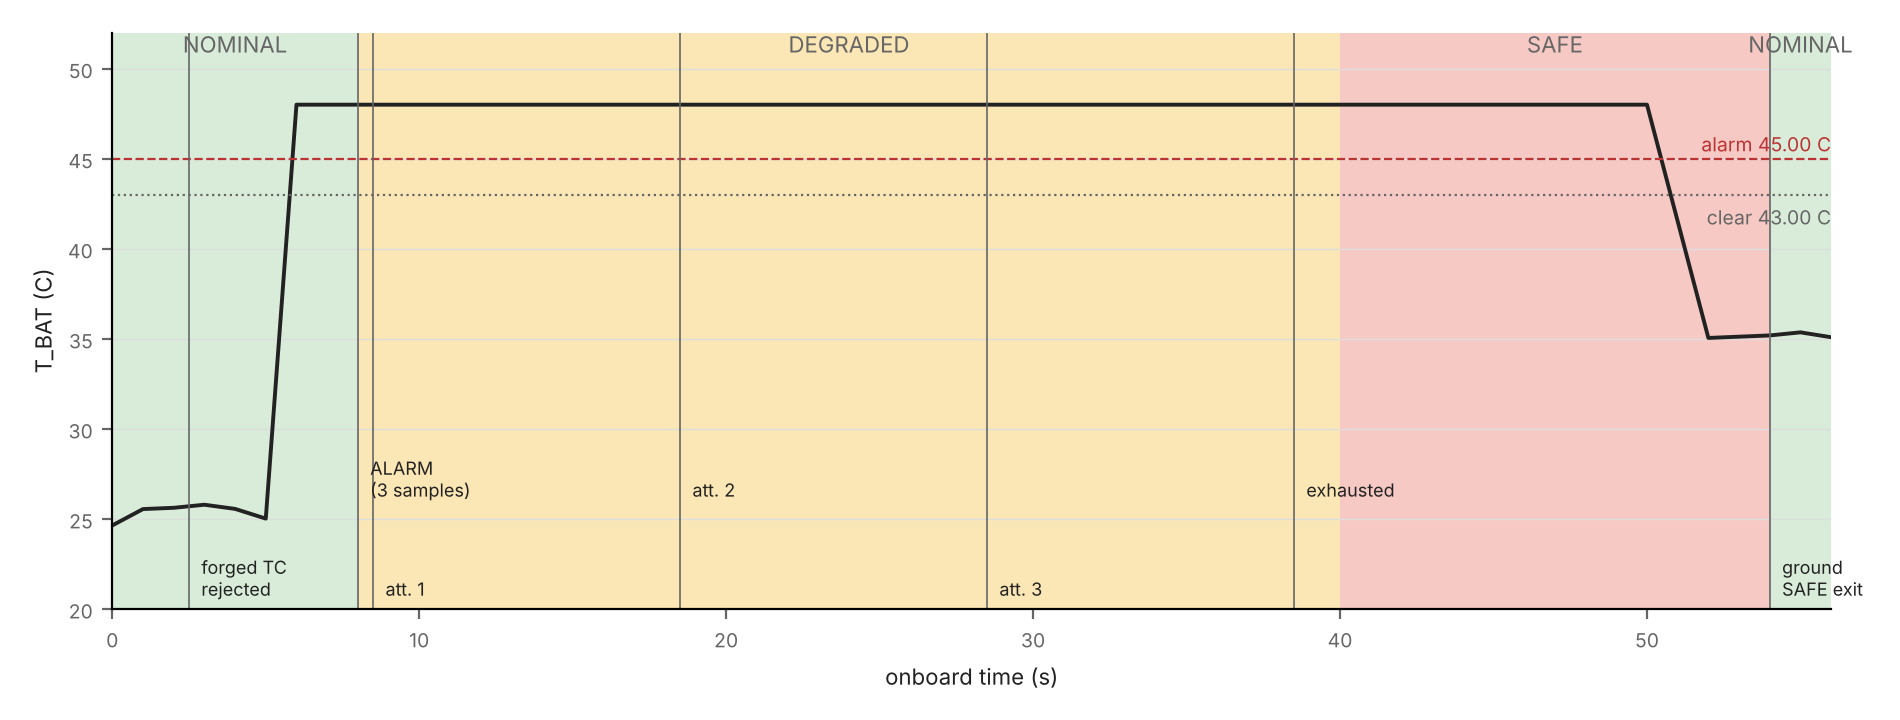 NOMINAL
DEGRADED
SAFE
NOMINAL
50
45
40
35
30
25
20
T_BAT (C)
alarm 45.00 C
clear 43.00 C
ALARM
(3 samples)
att. 2
exhausted
forged TC
rejected
att. 1
att. 3
ground
SAFE exit
0
10
20
30
40
50
onboard time (s)